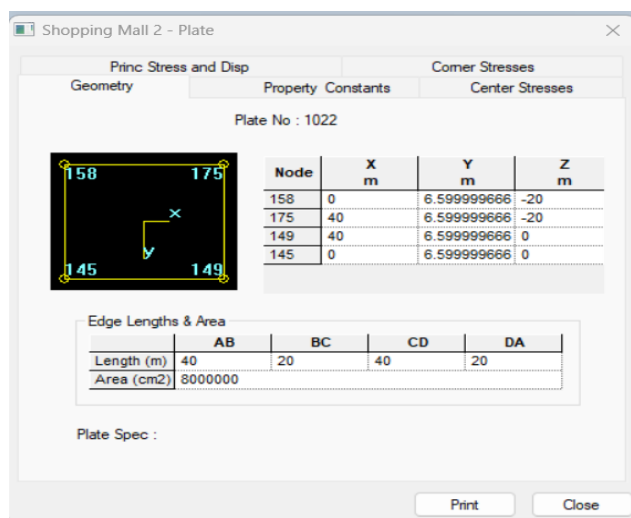 Shopping Mall 2 - Plate
Princ Stress and Disp Corner Stresses
Geometry Property Constants Center Stresses
Plate No : 1022
158 175
x
y
145 149
Node X m Y m Z m
158 0 6.599999666 -20
175 40 6.599999666 -20
149 40 6.599999666 0
145 0 6.599999666 0
Edge Lengths & Area
AB BC CD DA
Length (m) 40 20 40 20
Area (cm2) 8000000
Plate Spec :
Print Close